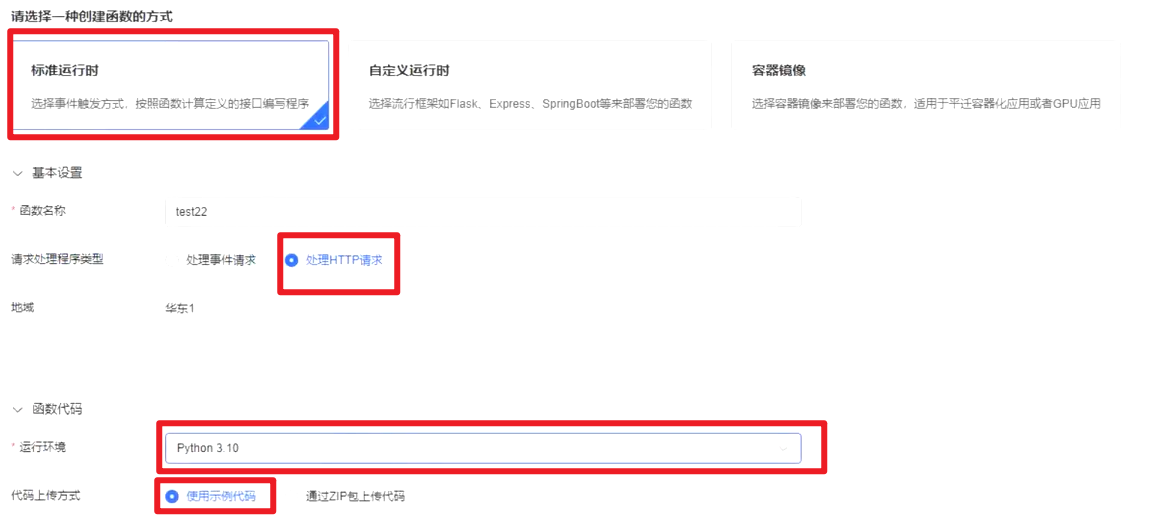 请选择一种创建函数的方式
标准运行时
选择事件触发方式，按照函数计算定义的接口编写程序
自定义运行时
选择流行框架如Flask、Express、SpringBoot等来部署您的函数
容器镜像
选择容器镜像来部署您的函数，适用于平迁容器化应用或者GPU应用
基本设置
* 函数名称 test22
请求处理程序类型 处理事件请求 处理HTTP请求
地域 华东1
函数代码
* 运行环境 Python 3.10
代码上传方式 使用示例代码 通过ZIP包上传代码